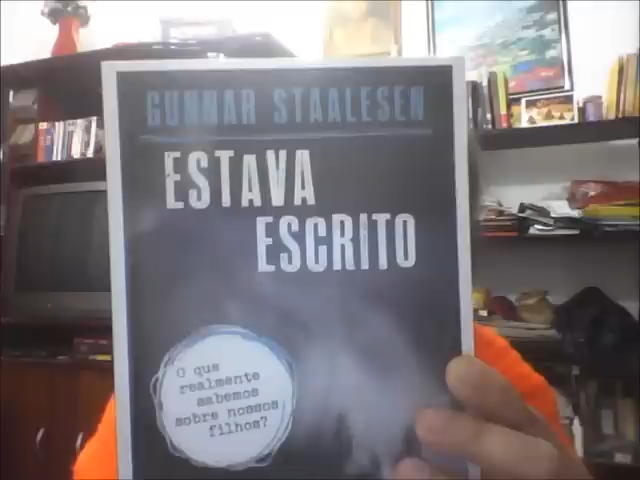 GUNNAR STAALESEN
ESTAVA
ESCRITO
O que
realmente
sabemos
sobre nossos
filhos?